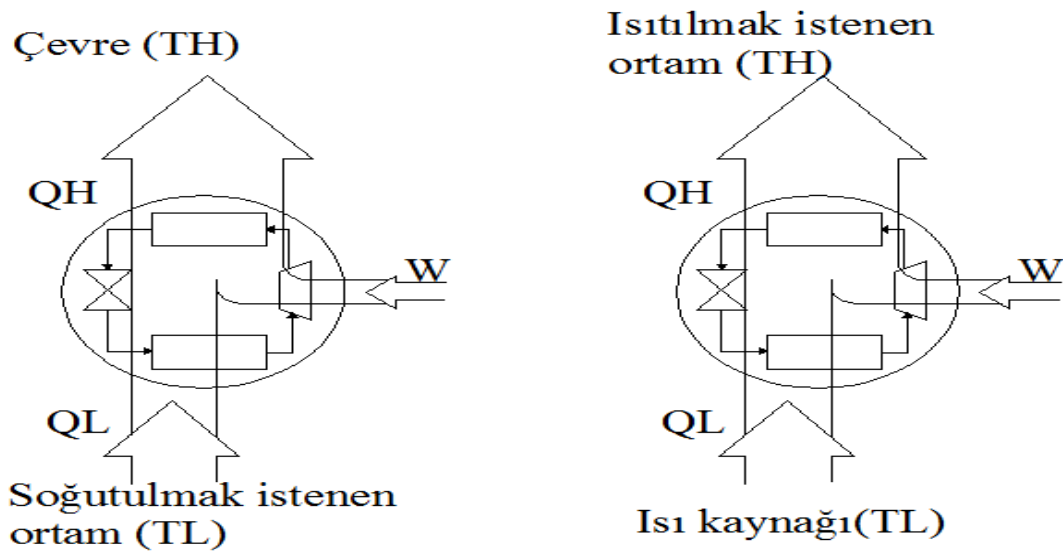 Çevre (TH)
QH
W
QL
Soğutulmak istenen
ortam (TL)
Isıtılmak istenen
ortam (TH)
QH
W
QL
Isı kaynağı(TL)